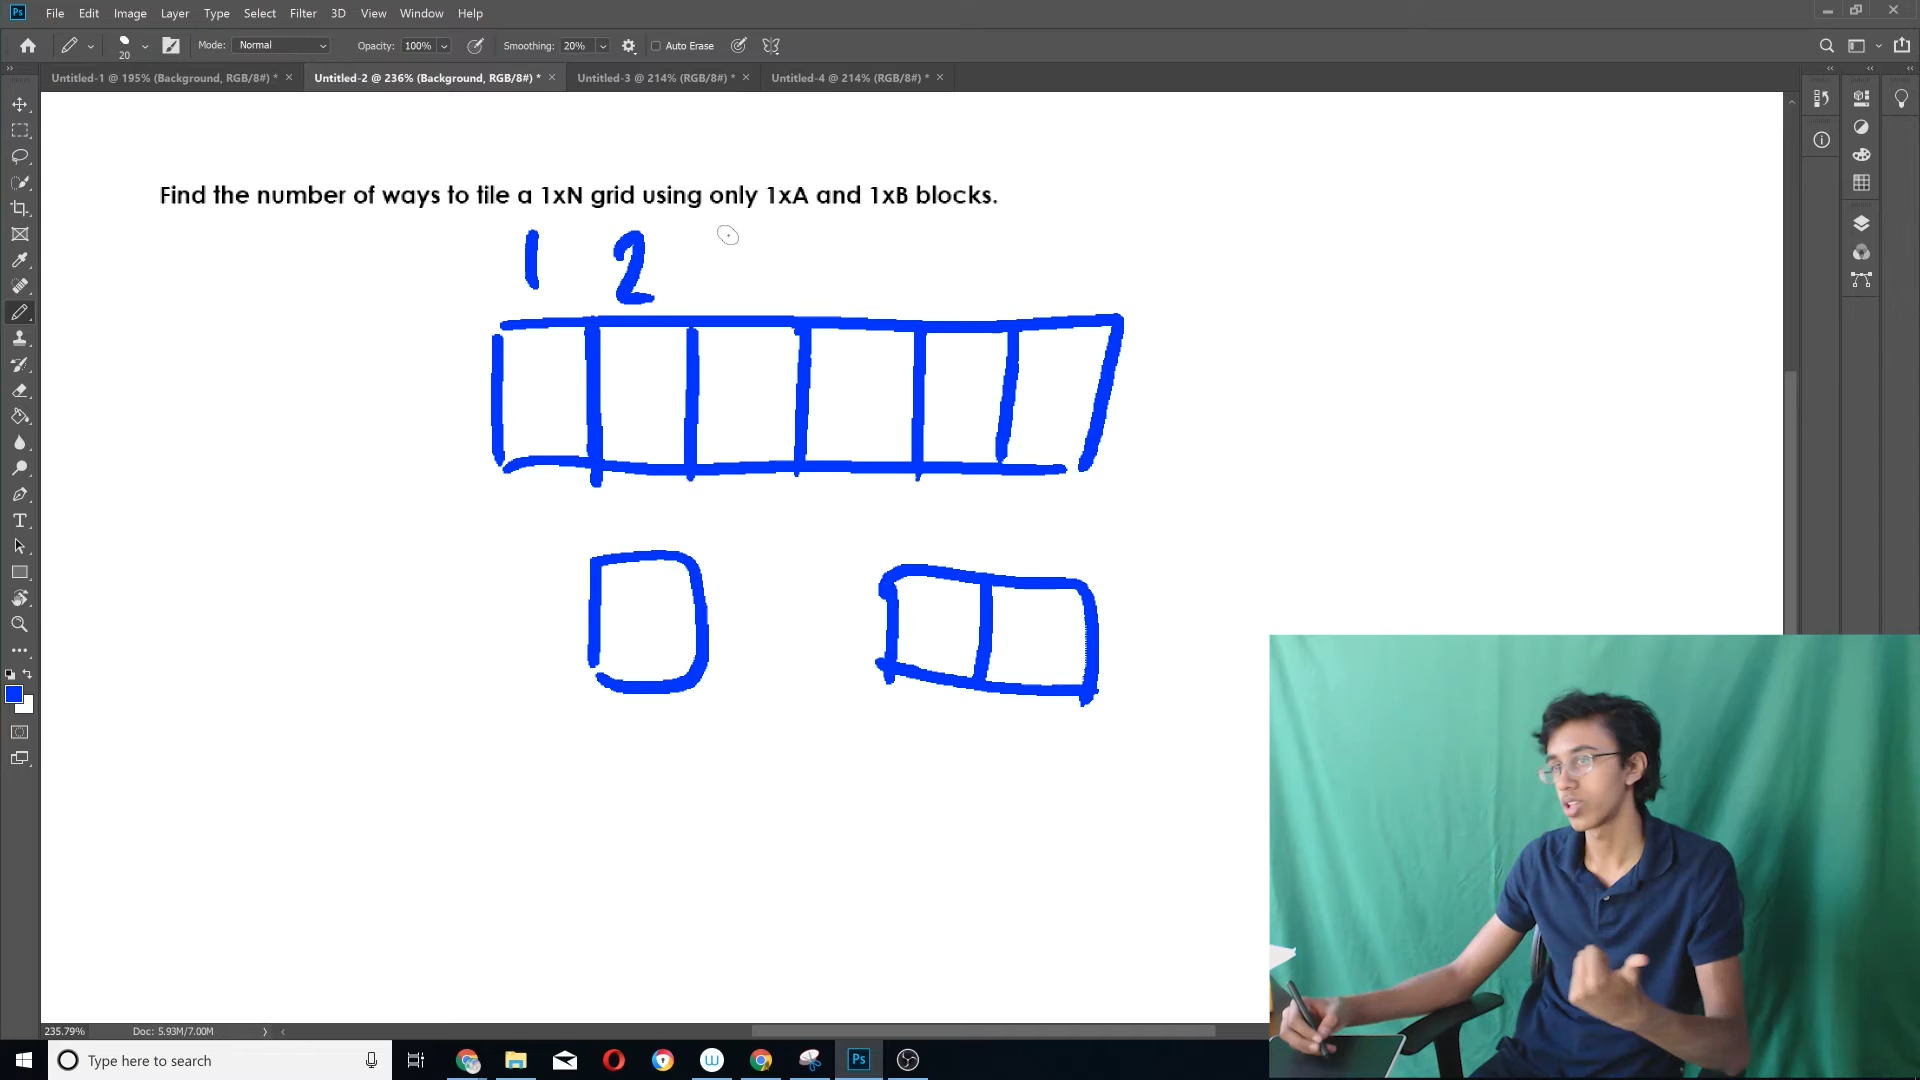 File Edit Image Layer Type Select Filter 3D View Window Help
20 Mode: Normal Opacity: 100% Smoothing: 20% Auto Erase
Untitled-1 @ 195% (Background, RGB/8#) * Untitled-2 @ 236% (Background, RGB/8#) * Untitled-3 @ 214% (RGB/8#) * Untitled-4 @ 214% (RGB/8#) *
Find the number of ways to tile a 1xN grid using only 1xA and 1xB blocks.
1 2
235.79% Doc: 5.93M/7.00M
Type here to search
Ps